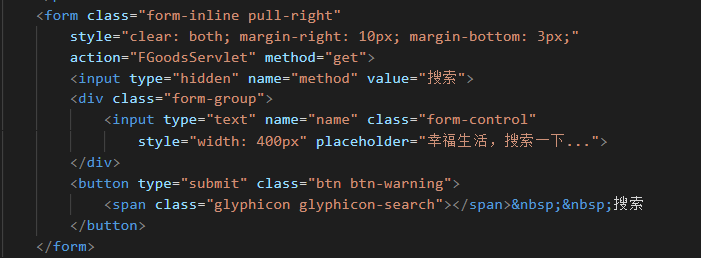 <form class="form-inline pull-right"
style="clear: both; margin-right: 10px; margin-bottom: 3px;"
action="FGoodsServlet" method="get">
<input type="hidden" name="method" value="搜索">
<div class="form-group">
<input type="text" name="name" class="form-control"
style="width: 400px" placeholder="幸福生活，搜索一下...">
</div>
<button type="submit" class="btn btn-warning">
<span class="glyphicon glyphicon-search"></span>&nbsp;&nbsp;搜索
</button>
</form>